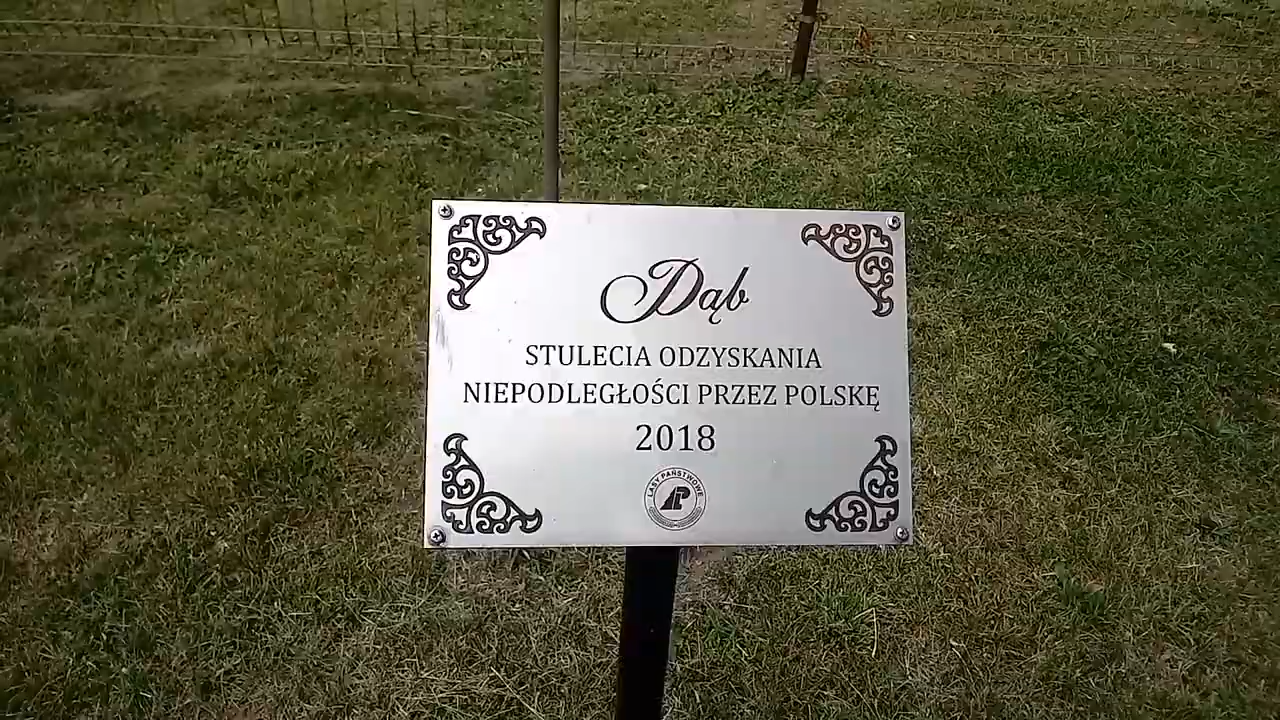 Dąb
STULECIA ODZYSKANIA
NIEPODLEGŁOŚCI PRZEZ POLSKĘ
2018
LASY PAŃSTWOWE